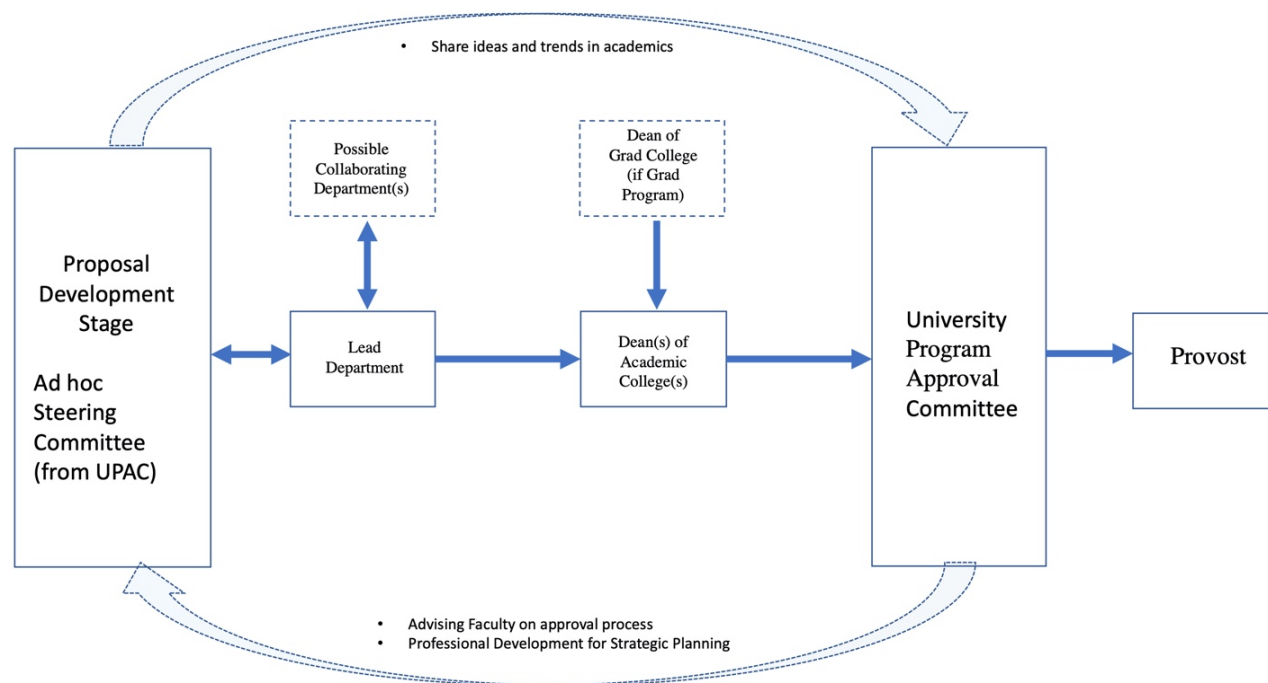 • Share ideas and trends in academics
Possible
Collaborating
Department(s)
Dean of
Grad College
(if Grad
Program)
Proposal
Development
Stage
Ad hoc
Steering
Committee
(from UPAC)
Lead
Department
Dean(s) of
Academic
College(s)
University
Program
Approval
Committee
Provost
• Advising Faculty on approval process
• Professional Development for Strategic Planning